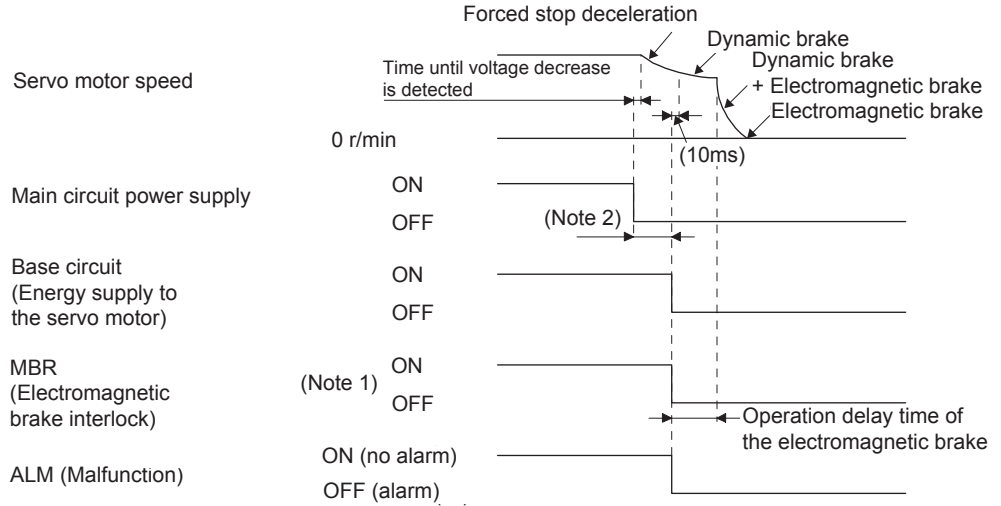 Forced stop deceleration
Dynamic brake
Dynamic brake
+ Electromagnetic brake
Electromagnetic brake
Servo motor speed
Time until voltage decrease
is detected
0 r/min
(10ms)
Main circuit power supply
ON
OFF
(Note 2)
Base circuit
(Energy supply to
the servo motor)
ON
OFF
MBR
(Electromagnetic
brake interlock)
(Note 1)
ON
OFF
Operation delay time of
the electromagnetic brake
ALM (Malfunction)
ON (no alarm)
OFF (alarm)